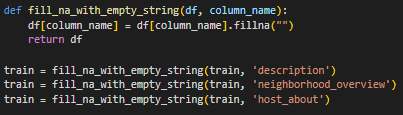 def fill_na_with_empty_string(df, column_name):
    df[column_name] = df[column_name].fillna("")
    return df
train = fill_na_with_empty_string(train, 'description')
train = fill_na_with_empty_string(train, 'neighborhood_overview')
train = fill_na_with_empty_string(train, 'host_about')